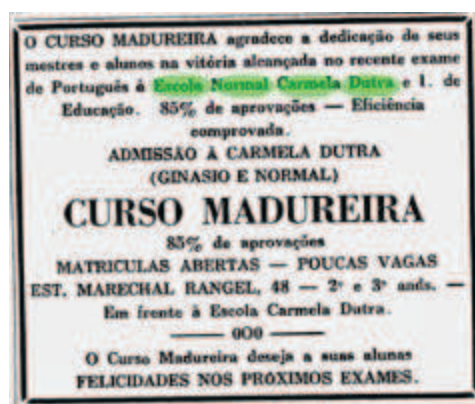 O CURSO MADUREIRA agradece a dedicação de seus
mestres e alunos na vitória alcançada no recente exame
de Português à Escola Normal Carmela Dutra e I. de
Educação. 85% de aprovações — Eficiência
comprovada.
ADMISSÃO À CARMELA DUTRA
(GINASIO E NORMAL)
CURSO MADUREIRA
85% de aprovações
MATRICULAS ABERTAS — POUCAS VAGAS
EST. MARECHAL RANGEL, 48 — 2º e 3º ands. —
Em frente à Escola Carmela Dutra.
—— 0O0 ——
O Curso Madureira deseja a suas alunas
FELICIDADES NOS PRÓXIMOS EXAMES.